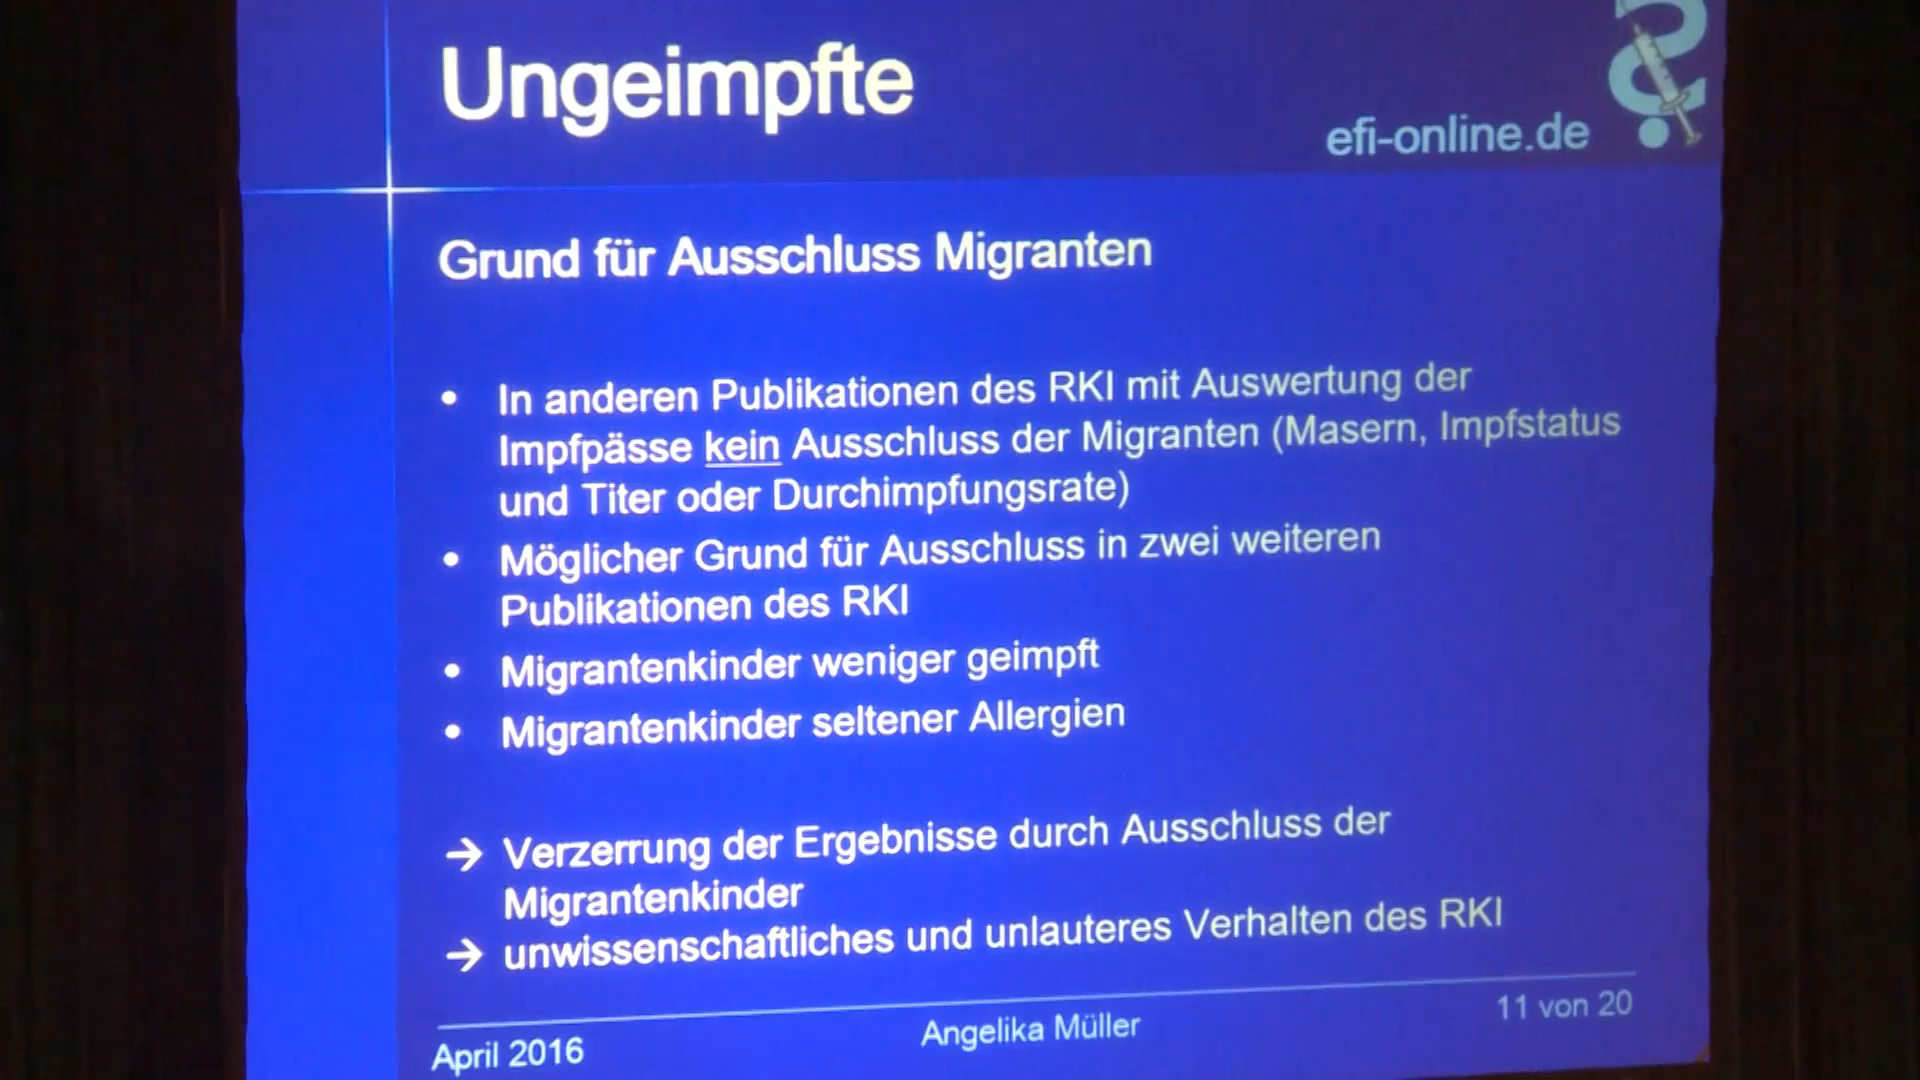 Ungeimpfte
efi-online.de
Grund für Ausschluss Migranten
• In anderen Publikationen des RKI mit Auswertung der
Impfpässe kein Ausschluss der Migranten (Masern, Impfstatus
und Titer oder Durchimpfungsrate)
• Möglicher Grund für Ausschluss in zwei weiteren
Publikationen des RKI
• Migrantenkinder weniger geimpft
• Migrantenkinder seltener Allergien
→ Verzerrung der Ergebnisse durch Ausschluss der
Migrantenkinder
→ unwissenschaftliches und unlauteres Verhalten des RKI
April 2016
Angelika Müller
11 von 20